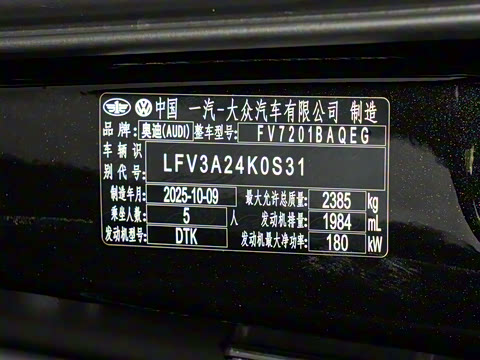 中国 一汽-大众汽车有限公司 制造
品牌: 奥迪(AUDI) 整车型号: FV7201BAQEG
车辆识别代号: LFV3A24K0S31
制造年月: 2025-10-09 最大允许总质量: 2385 kg
乘坐人数: 5 人 发动机排量: 1984 mL
发动机型号: DTK 发动机最大净功率: 180 kW